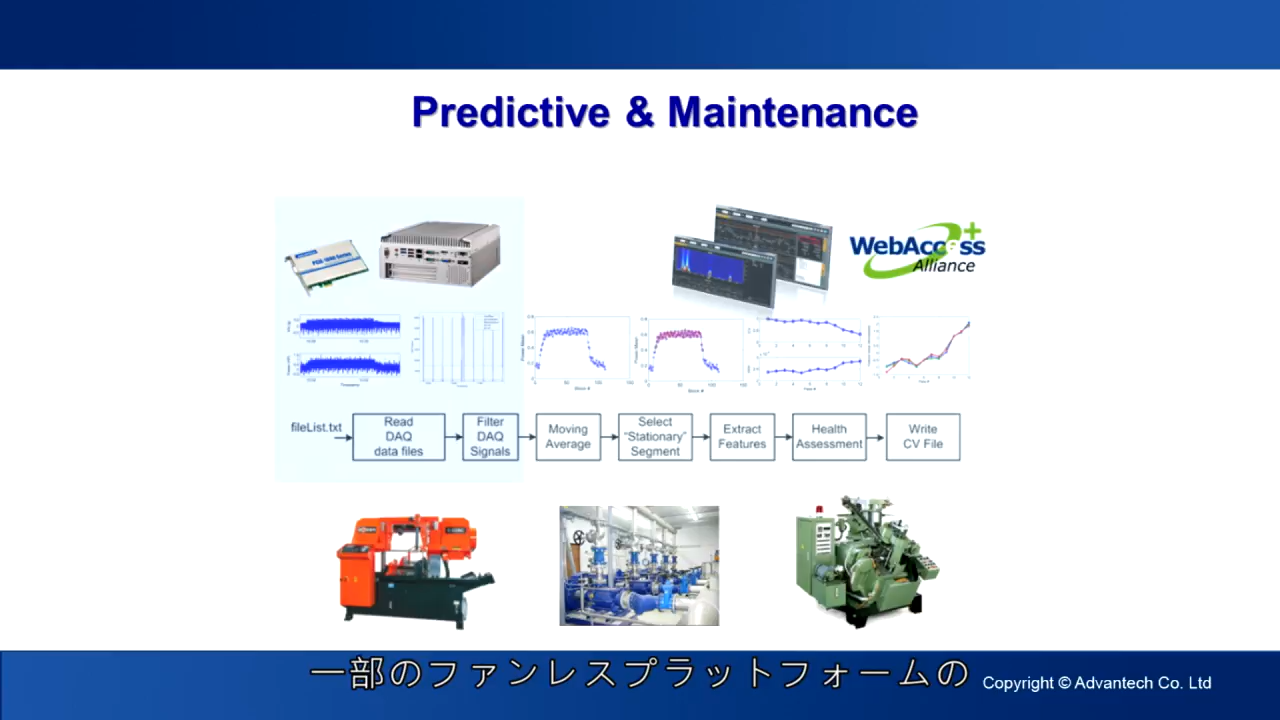 Predictive & Maintenance
WebAccess
Alliance
fileList.txt
Read
DAQ
data files
Filter
DAQ
Signals
Moving
Average
Select
“Stationary”
Segment
Extract
Features
Health
Assessment
Write
CV File
一部のファンレスプラットフォームの
Copyright © Advantech Co. Ltd